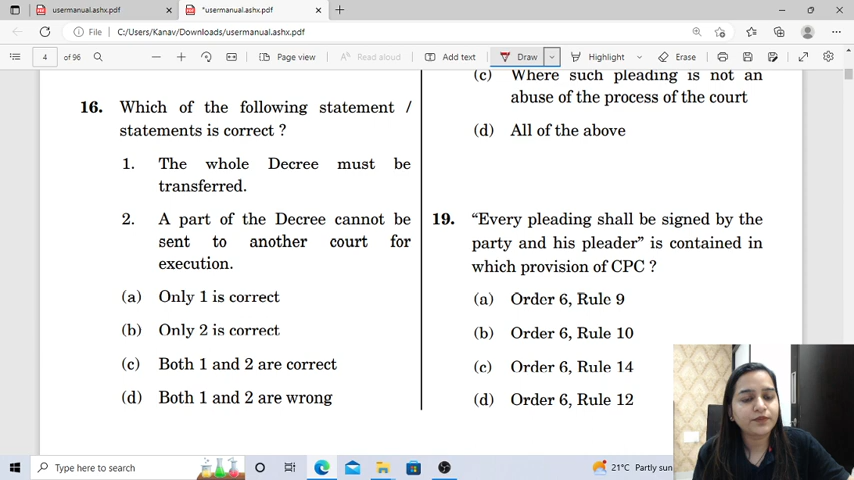 usermanual.ashx.pdf
*usermanual.ashx.pdf
File
C:/Users/Kanav/Downloads/usermanual.ashx.pdf
4 of 96
Page view
Read aloud
Add text
Draw
Highlight
Erase
16. Which of the following statement /
statements is correct ?
1. The whole Decree must be
transferred.
2. A part of the Decree cannot be
sent to another court for
execution.
(a) Only 1 is correct
(b) Only 2 is correct
(c) Both 1 and 2 are correct
(d) Both 1 and 2 are wrong
(c) Where such pleading is not an
abuse of the process of the court
(d) All of the above
19. “Every pleading shall be signed by the
party and his pleader” is contained in
which provision of CPC ?
(a) Order 6, Rule 9
(b) Order 6, Rule 10
(c) Order 6, Rule 14
(d) Order 6, Rule 12
Type here to search
21°C Partly sun